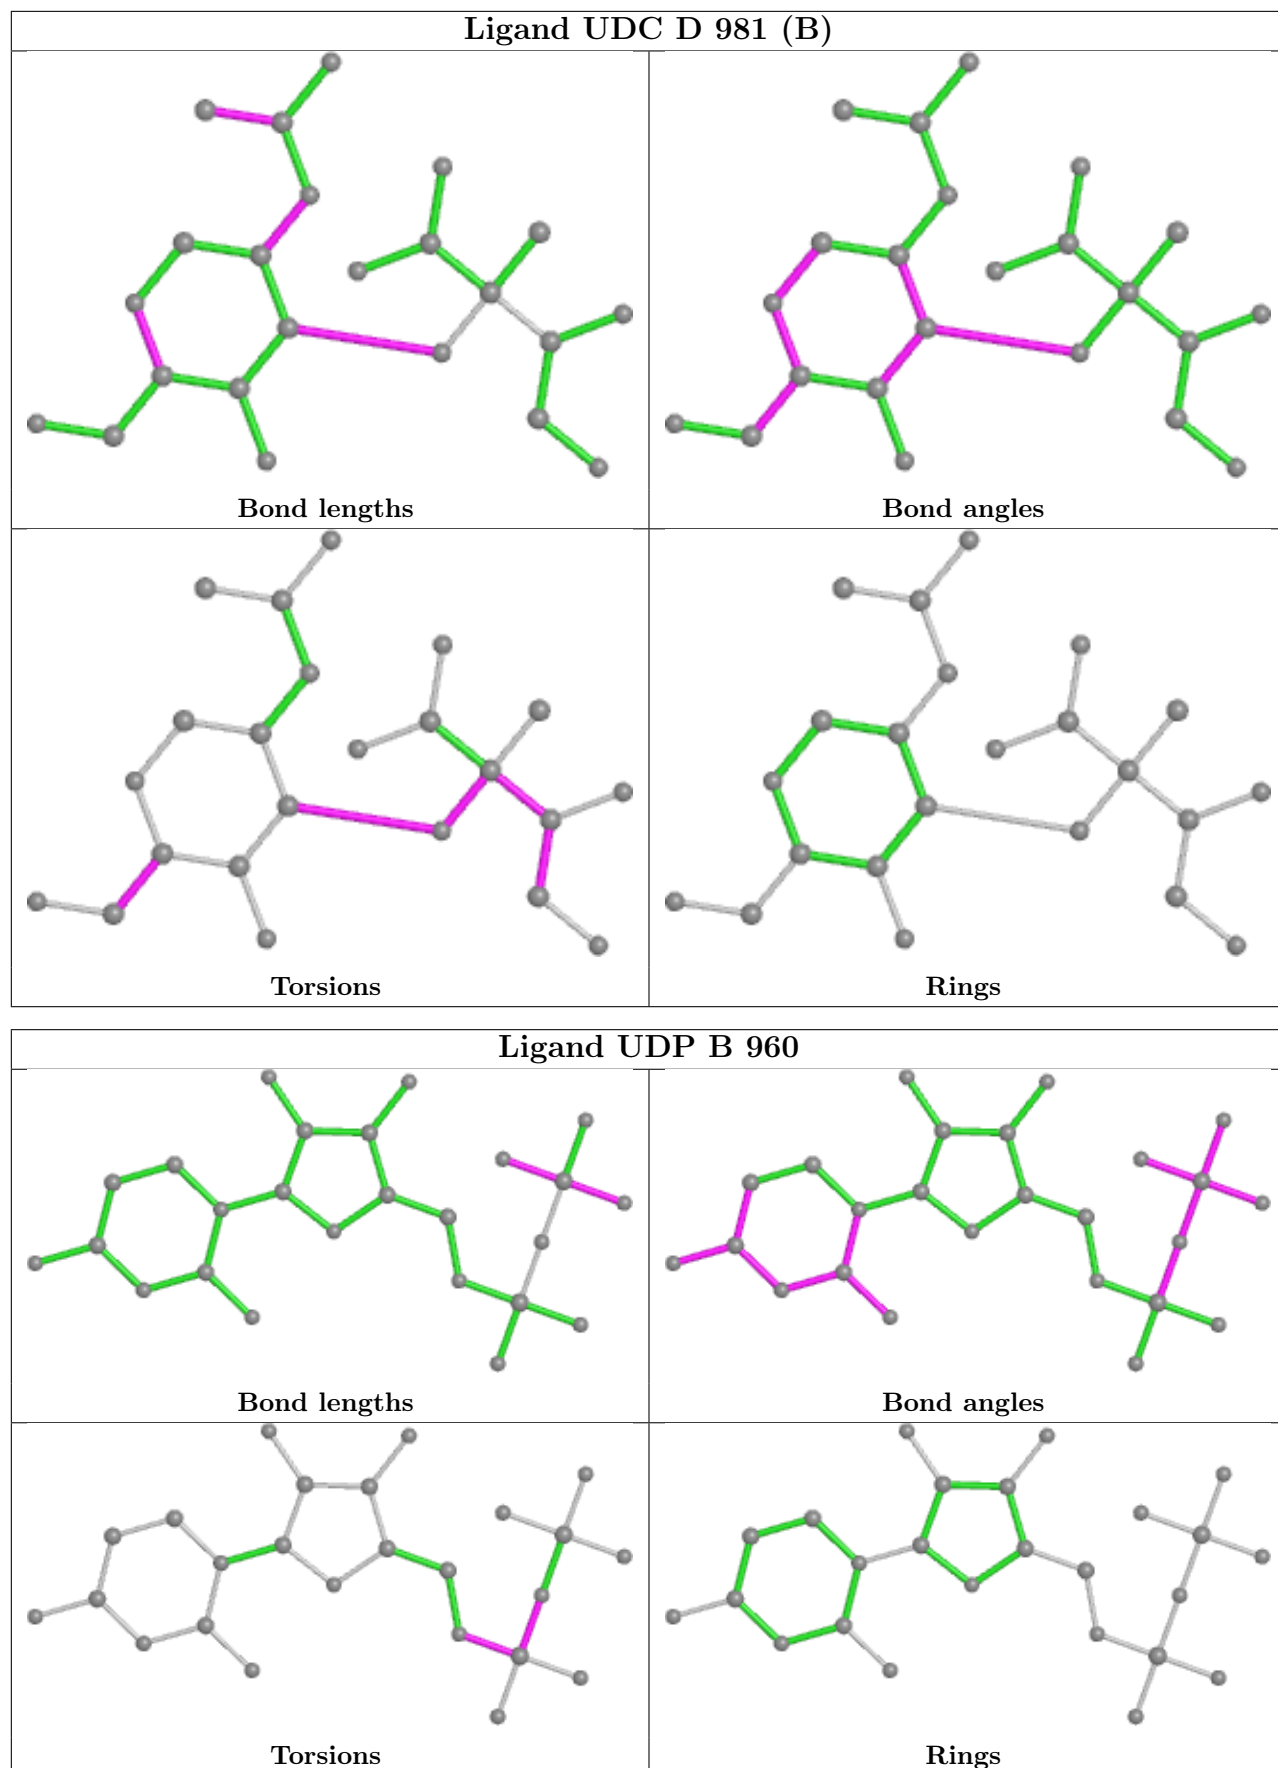 Ligand UDC D 981 (B)
Bond lengths
Bond angles
Torsions
Rings
Ligand UDP B 960
Bond lengths
Bond angles
Torsions
Rings